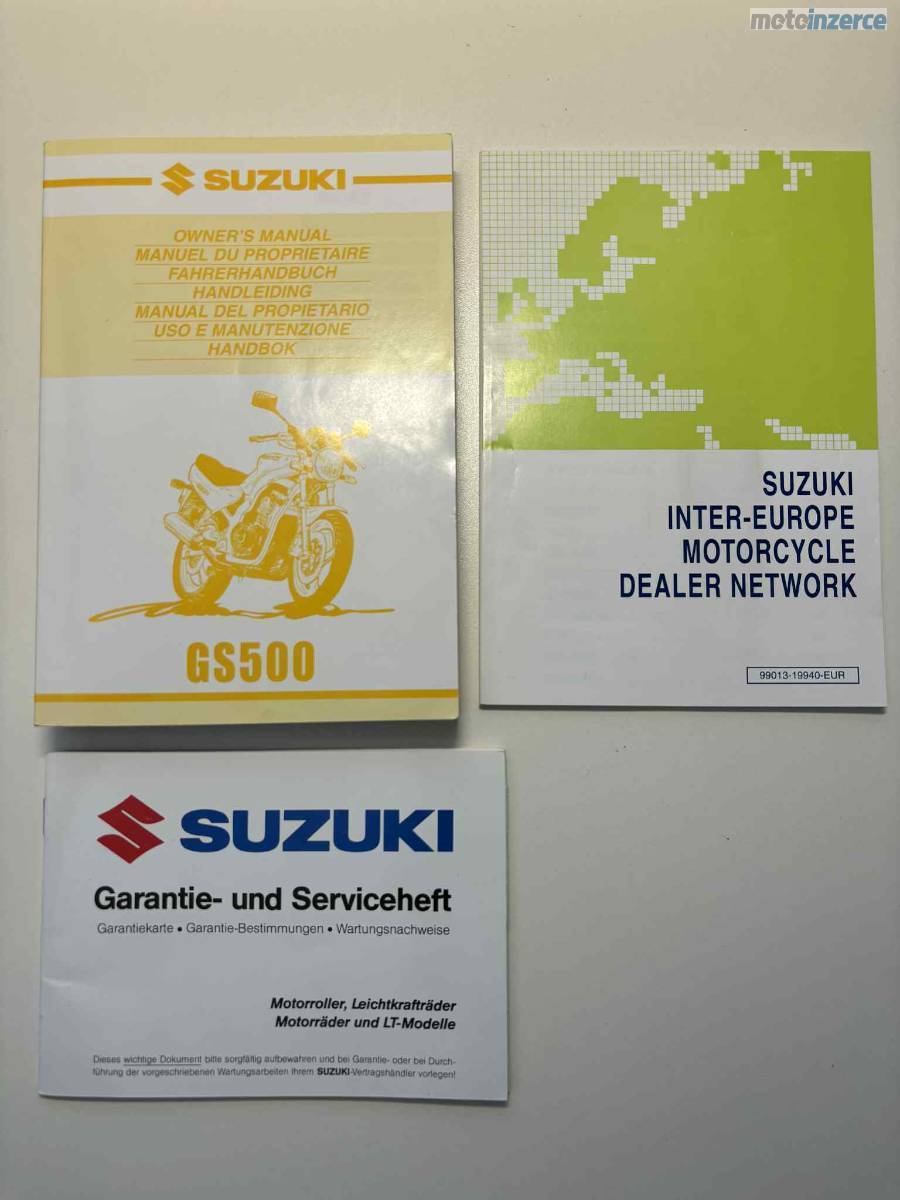 motoinzerce
SUZUKI
OWNER'S MANUAL
MANUEL DU PROPRIETAIRE
FAHRERHANDBUCH
HANDLEIDING
MANUAL DEL PROPIETARIO
USO E MANUTENZIONE
HANDBOK
GS500
SUZUKI
INTER-EUROPE
MOTORCYCLE
DEALER NETWORK
99013-19940-EUR
SUZUKI
Garantie- und Serviceheft
Garantiekarte • Garantie-Bestimmungen • Wartungsnachweise
Motorroller, Leichtkrafträder
Motorräder und LT-Modelle
Dieses wichtige Dokument bitte sorgfältig aufbewahren und bei Garantie- oder bei Durch-
führung der vorgeschriebenen Wartungsarbeiten Ihrem SUZUKI-Vertragshändler vorlegen!